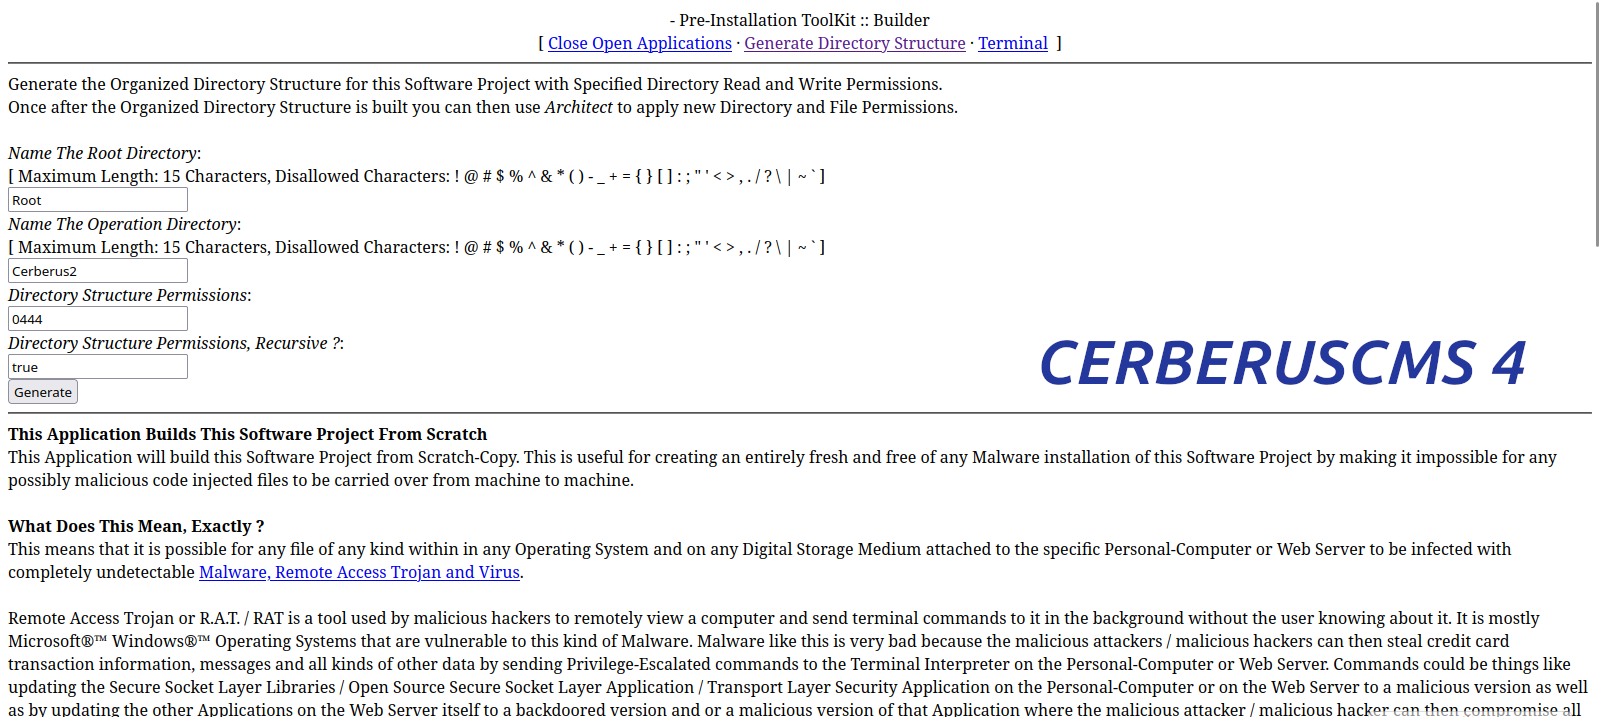 - Pre-Installation ToolKit :: Builder
[ Close Open Applications · Generate Directory Structure · Terminal ]
Generate the Organized Directory Structure for this Software Project with Specified Directory Read and Write Permissions.
Once after the Organized Directory Structure is built you can then use Architect to apply new Directory and File Permissions.
Name The Root Directory:
[ Maximum Length: 15 Characters, Disallowed Characters: ! @ # $ % ^ & * ( ) - _ + = { } [ ] : ; " ' < > , . / ? \ | ~ ` ]
Root
Name The Operation Directory:
[ Maximum Length: 15 Characters, Disallowed Characters: ! @ # $ % ^ & * ( ) - _ + = { } [ ] : ; " ' < > , . / ? \ | ~ ` ]
Cerberus2
Directory Structure Permissions:
0444
Directory Structure Permissions, Recursive ?:
true
Generate
CERBERUSCMS 4
This Application Builds This Software Project From Scratch
This Application will build this Software Project from Scratch-Copy. This is useful for creating an entirely fresh and free of any Malware installation of this Software Project by making it impossible for any
possibly malicious code injected files to be carried over from machine to machine.
What Does This Mean, Exactly ?
This means that it is possible for any file of any kind within in any Operating System and on any Digital Storage Medium attached to the specific Personal-Computer or Web Server to be infected with
completely undetectable Malware, Remote Access Trojan and Virus.
Remote Access Trojan or R.A.T. / RAT is a tool used by malicious hackers to remotely view a computer and send terminal commands to it in the background without the user knowing about it. It is mostly
Microsoft®™ Windows®™ Operating Systems that are vulnerable to this kind of Malware. Malware like this is very bad because the malicious attackers / malicious hackers can then steal credit card
transaction information, messages and all kinds of other data by sending Privilege-Escalated commands to the Terminal Interpreter on the Personal-Computer or Web Server. Commands could be things like
updating the Secure Socket Layer Libraries / Open Source Secure Socket Layer Application / Transport Layer Security Application on the Personal-Computer or on the Web Server to a malicious version as well
as by updating the other Applications on the Web Server itself to a backdoored version and or a malicious version of that Application where the malicious attacker / malicious hacker can then compromise all